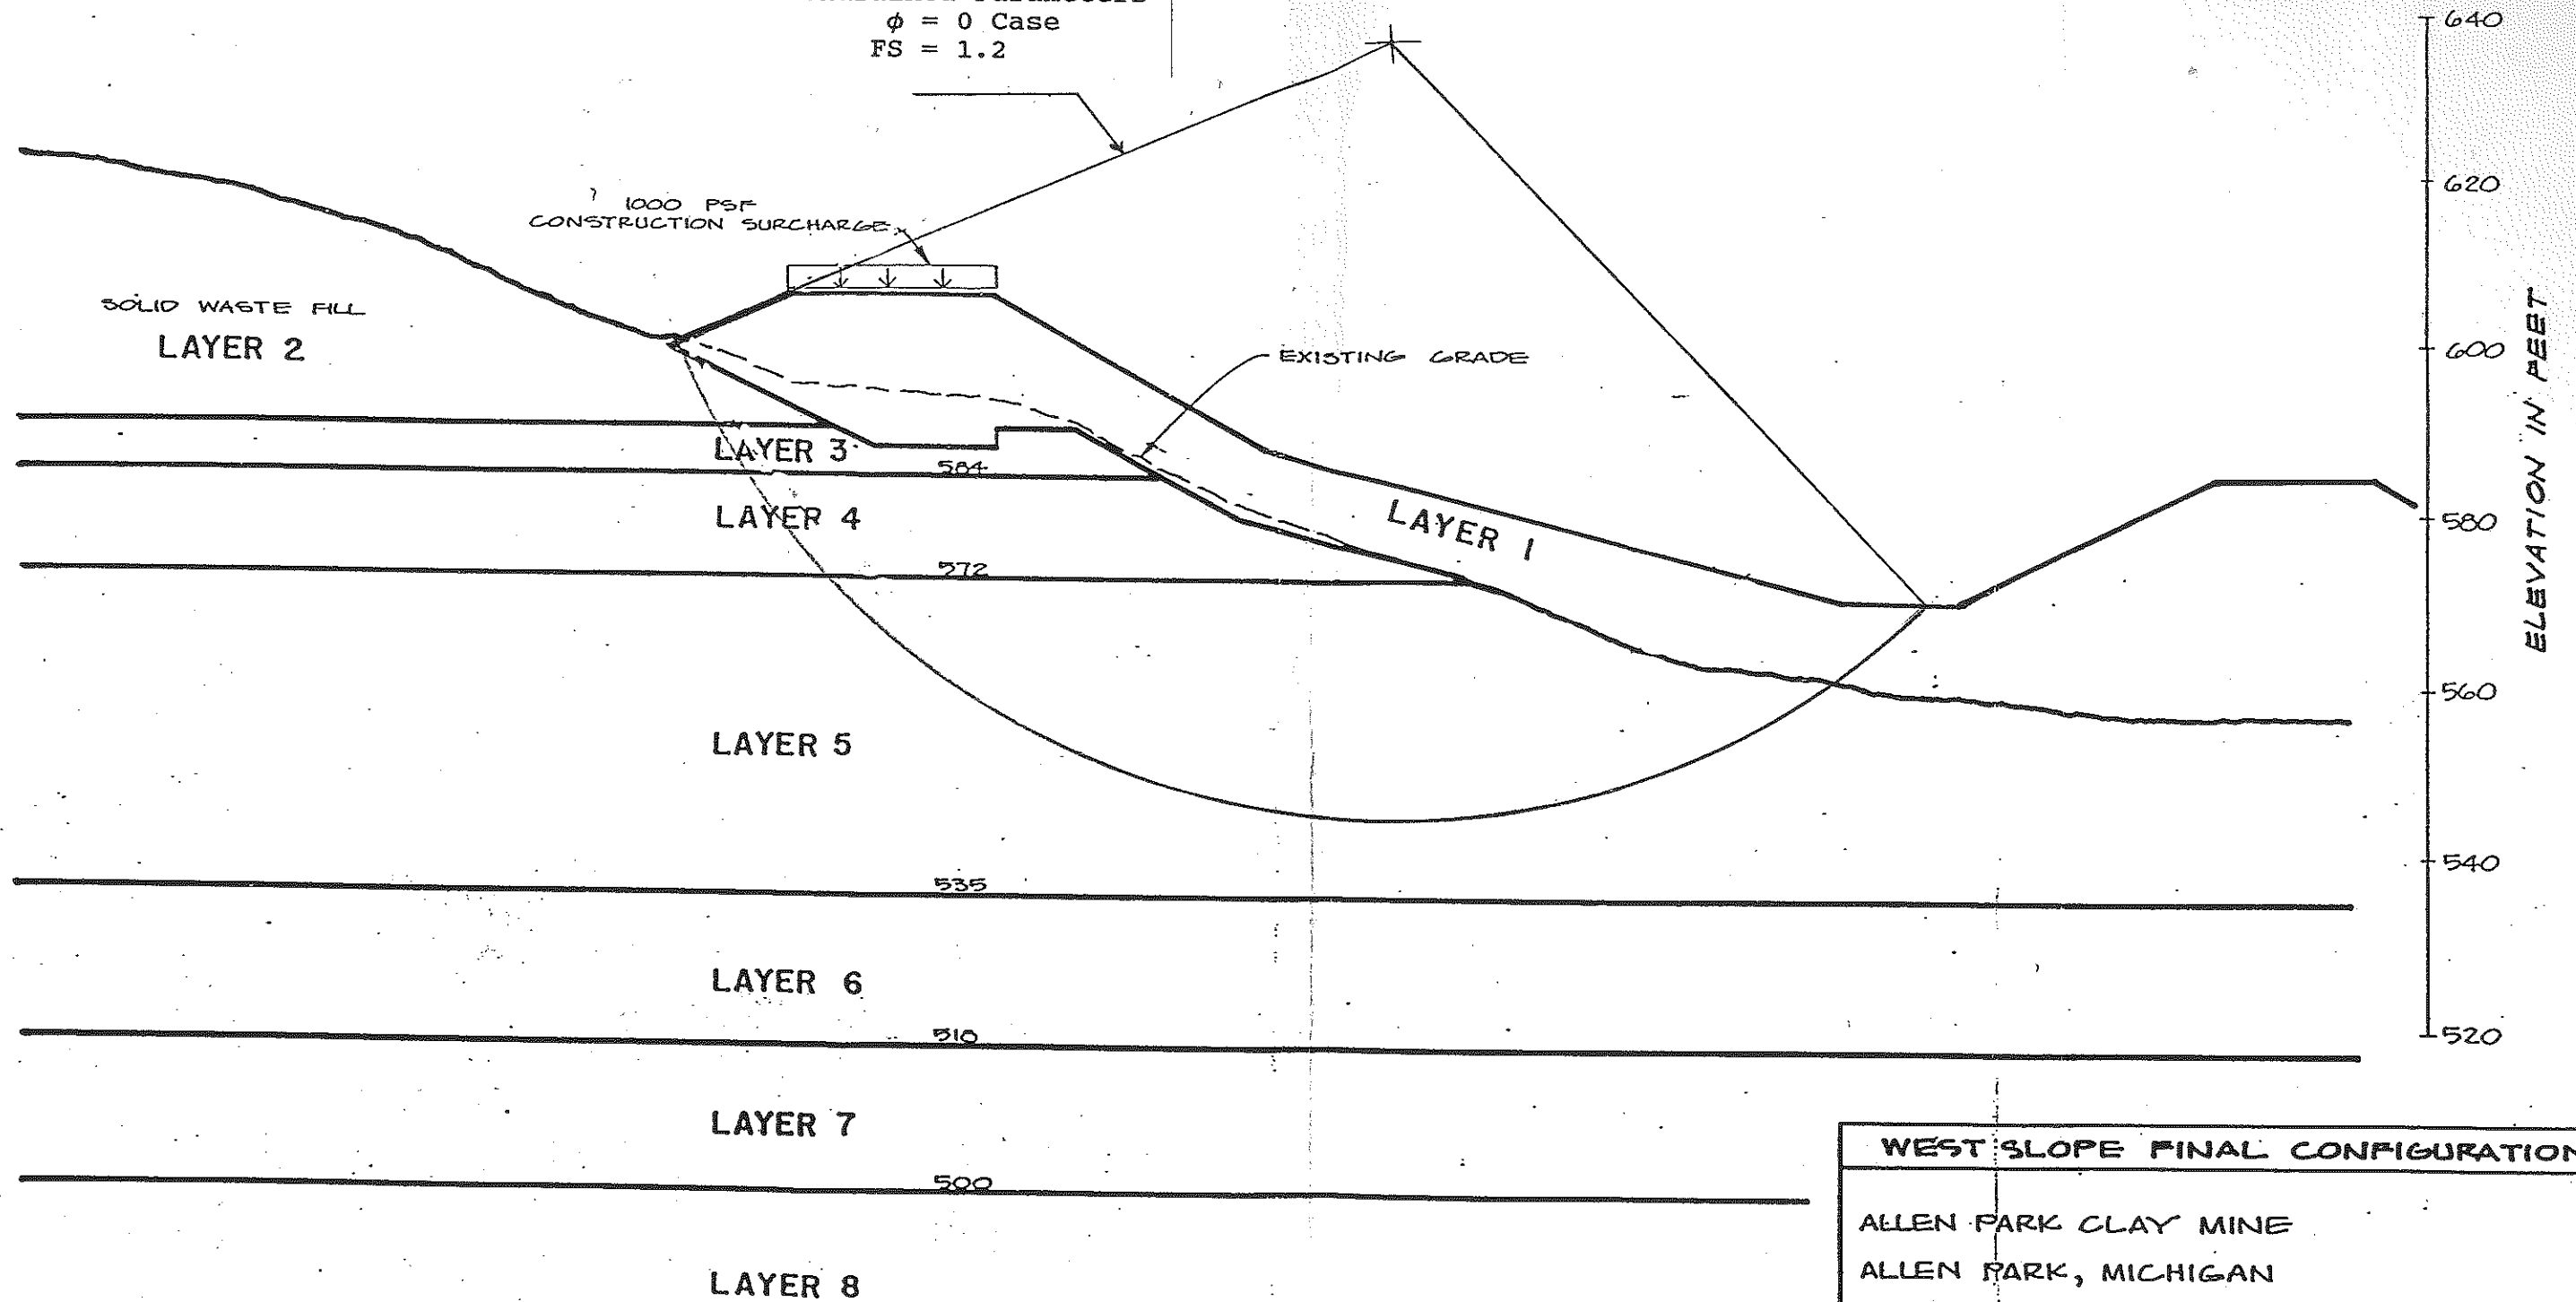 φ = 0 Case
FS = 1.2
640
620
600
580
560
540
520
ELEVATION IN FEET
1000 PSF
CONSTRUCTION SURCHARGE
SOLID WASTE FILL
LAYER 2
EXISTING GRADE
LAYER 3
584
LAYER 4
LAYER 1
572
LAYER 5
535
LAYER 6
510
LAYER 7
500
LAYER 8
WEST SLOPE FINAL CONFIGURATION
ALLEN PARK CLAY MINE
ALLEN PARK, MICHIGAN